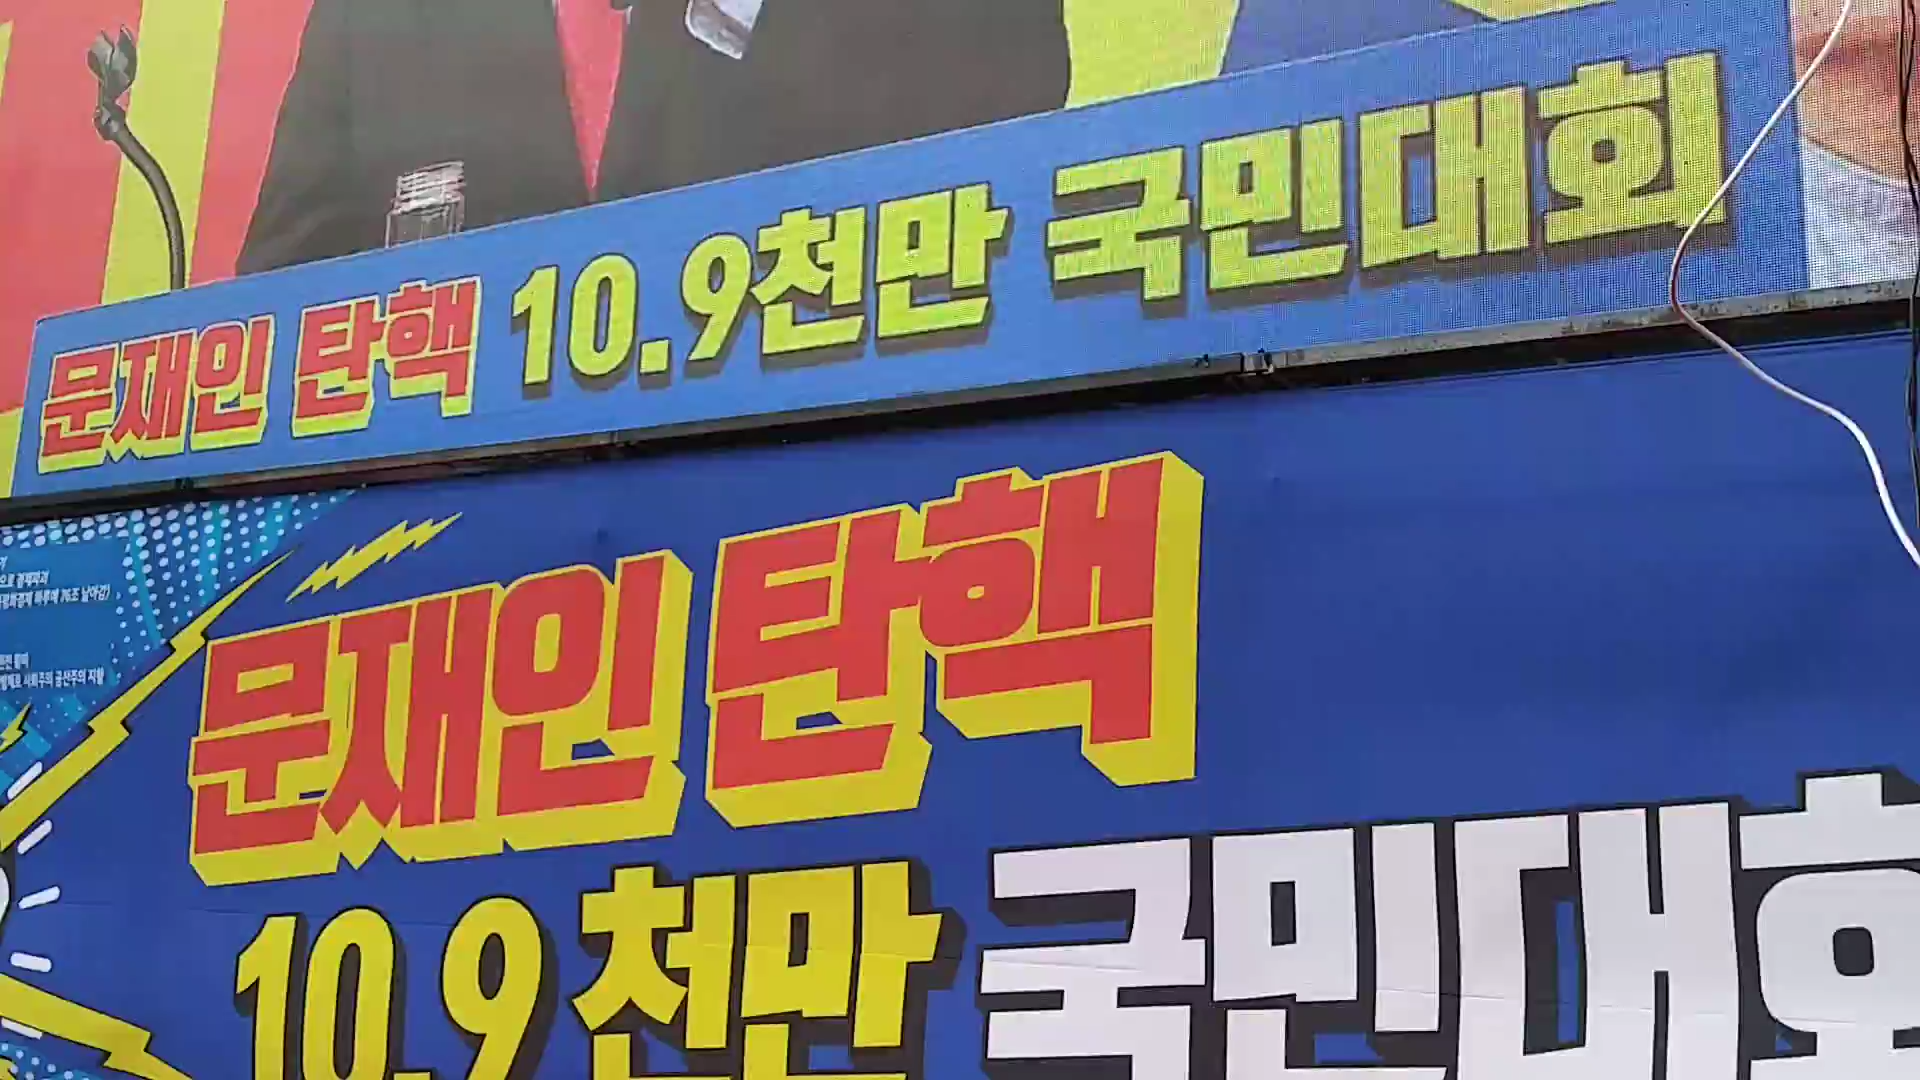 문재인 탄핵 10.9천만 국민대회
문재인 탄핵
10.9 천만 국민대회